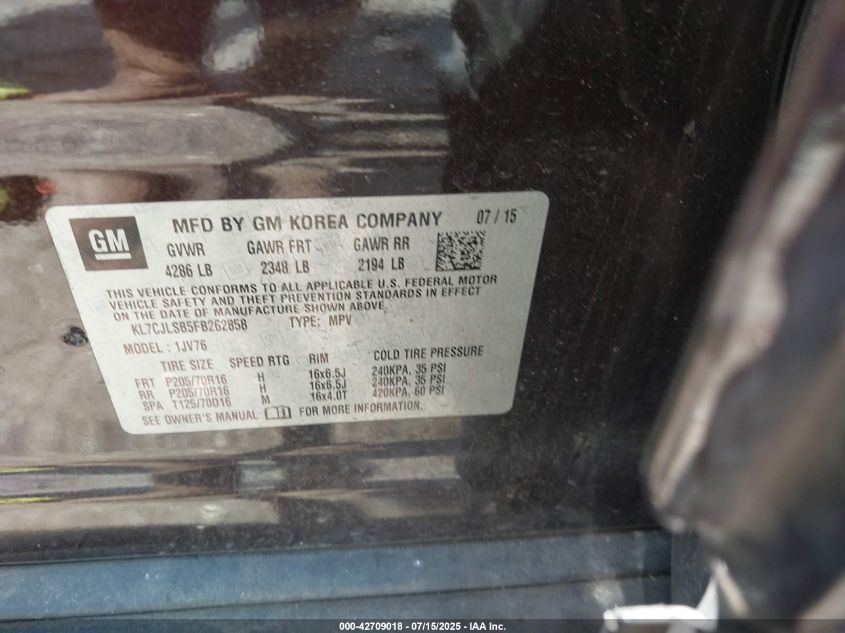 GM
MFD BY GM KOREA COMPANY 07 / 15
GVWR GAWR FRT GAWR RR
4286 LB 2348 LB 2194 LB
THIS VEHICLE CONFORMS TO ALL APPLICABLE U.S. FEDERAL MOTOR
VEHICLE SAFETY AND THEFT PREVENTION STANDARDS IN EFFECT
ON THE DATE OF MANUFACTURE SHOWN ABOVE.
KL7CJLSB5FB262858 TYPE: MPV
MODEL : 1JV76
TIRE SIZE SPEED RTG RIM COLD TIRE PRESSURE
FRT P205/70R16 H 16x6.5J 240KPA, 35 PSI
RR P205/70R16 H 16x6.5J 240KPA, 35 PSI
SPA T125/70D16 M 16x4.0T 420KPA, 60 PSI
SEE OWNER'S MANUAL FOR MORE INFORMATION.
000-42709018 - 07/15/2025 - IAA Inc.